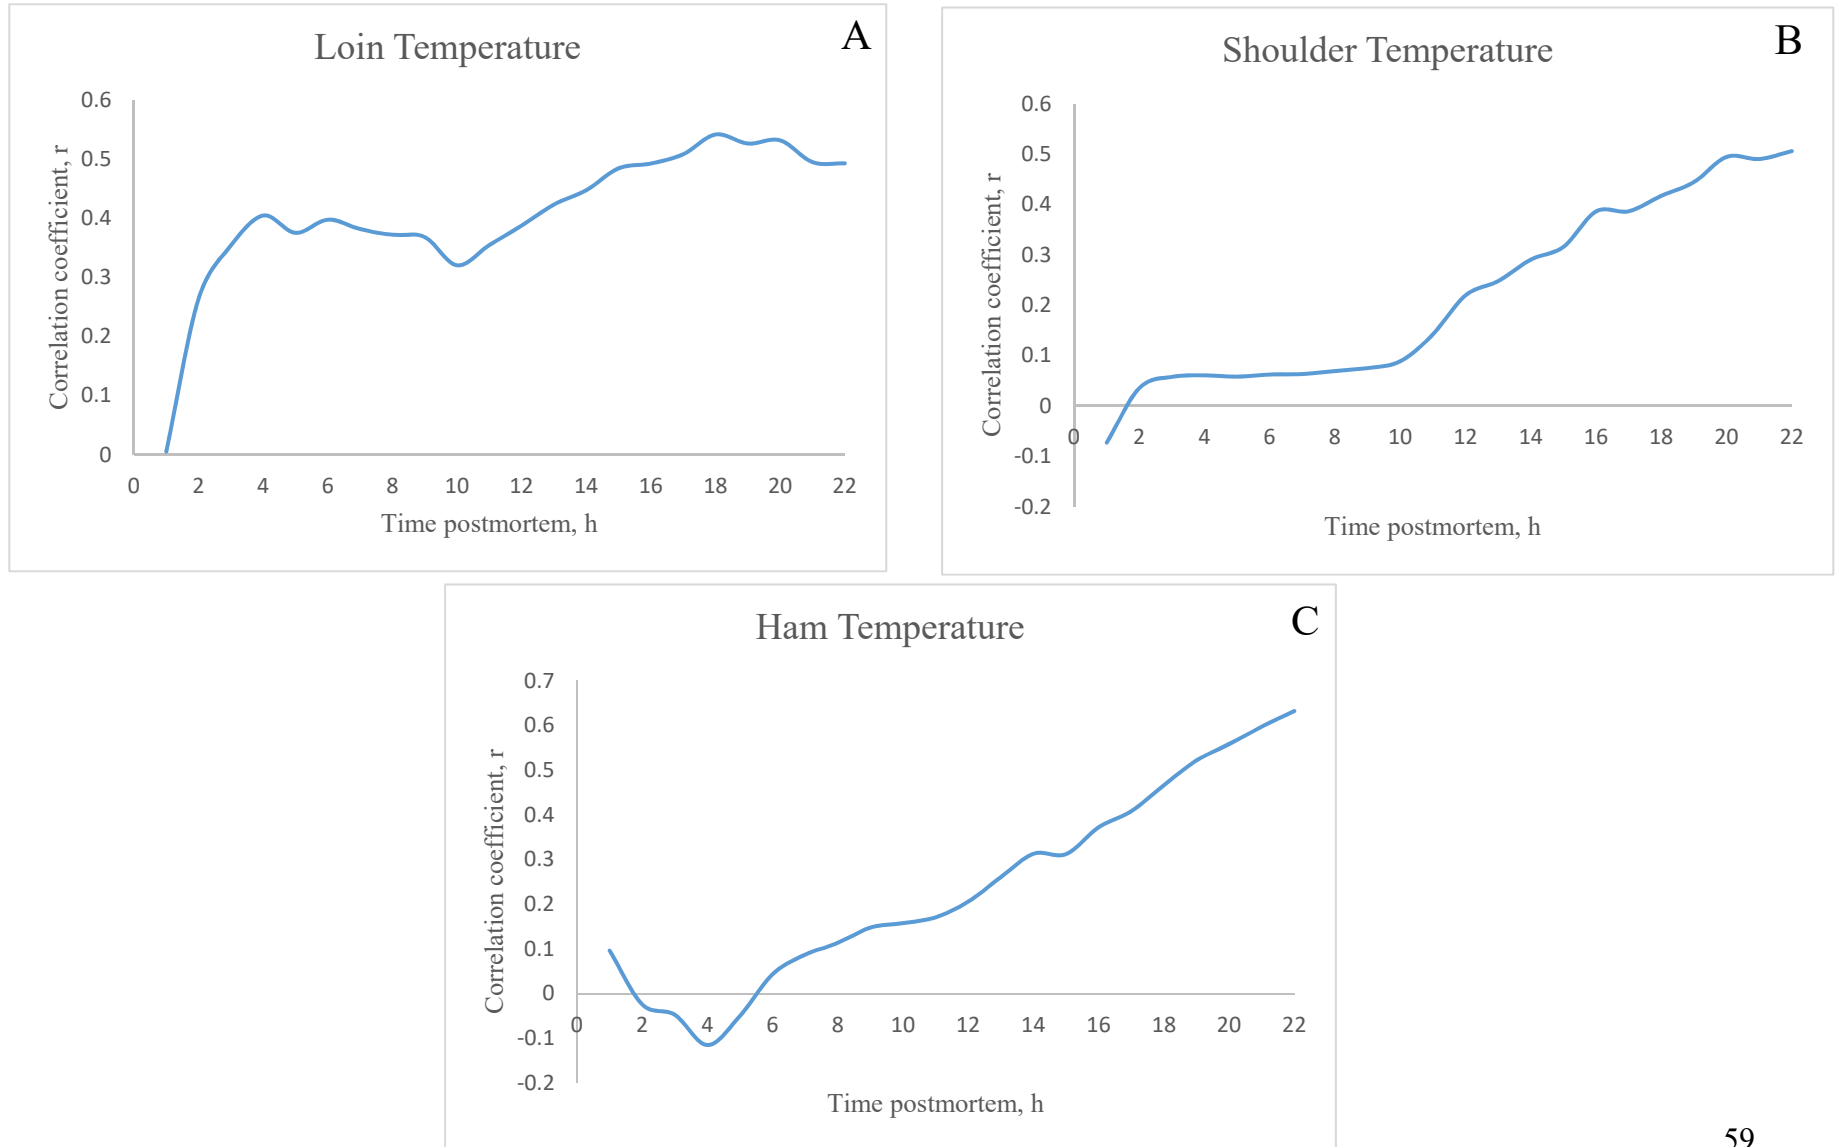 Loin Temperature
A
0.6
0.5
0.4
0.3
0.2
0.1
0
Correlation coefficient, r
0 2 4 6 8 10 12 14 16 18 20 22
Time postmortem, h
Shoulder Temperature
B
0.6
0.5
0.4
0.3
0.2
0.1
0
-0.1
-0.2
Correlation coefficient, r
0 2 4 6 8 10 12 14 16 18 20 22
Time postmortem, h
Ham Temperature
C
0.7
0.6
0.5
0.4
0.3
0.2
0.1
0
-0.1
-0.2
Correlation coefficient, r
0 2 4 6 8 10 12 14 16 18 20 22
Time postmortem, h
59